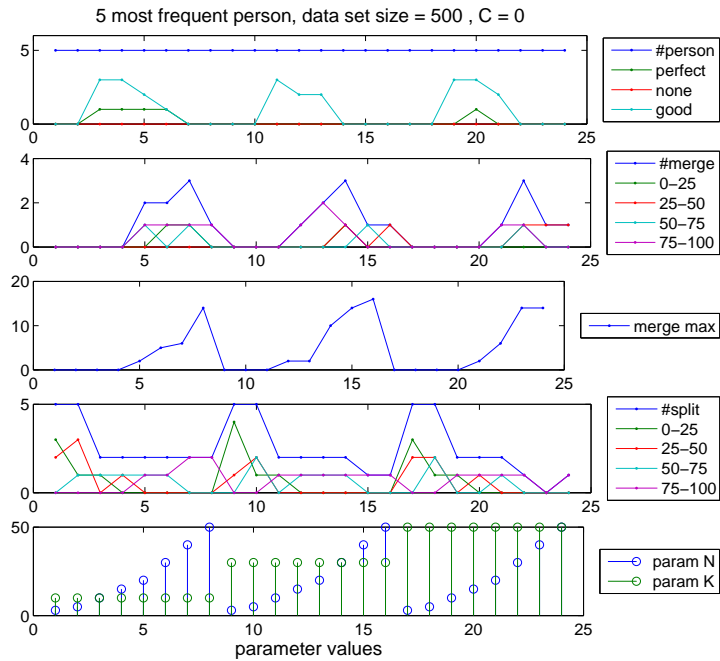 5 most frequent person, data set size = 500 , C = 0
5
0
0 5 10 15 20 25
#person
perfect
none
good
4
2
0
0 5 10 15 20 25
#merge
0−25
25−50
50−75
75−100
20
10
0
0 5 10 15 20 25
merge max
5
0
0 5 10 15 20 25
#split
0−25
25−50
50−75
75−100
50
0
0 5 10 15 20 25
param N
param K
parameter values